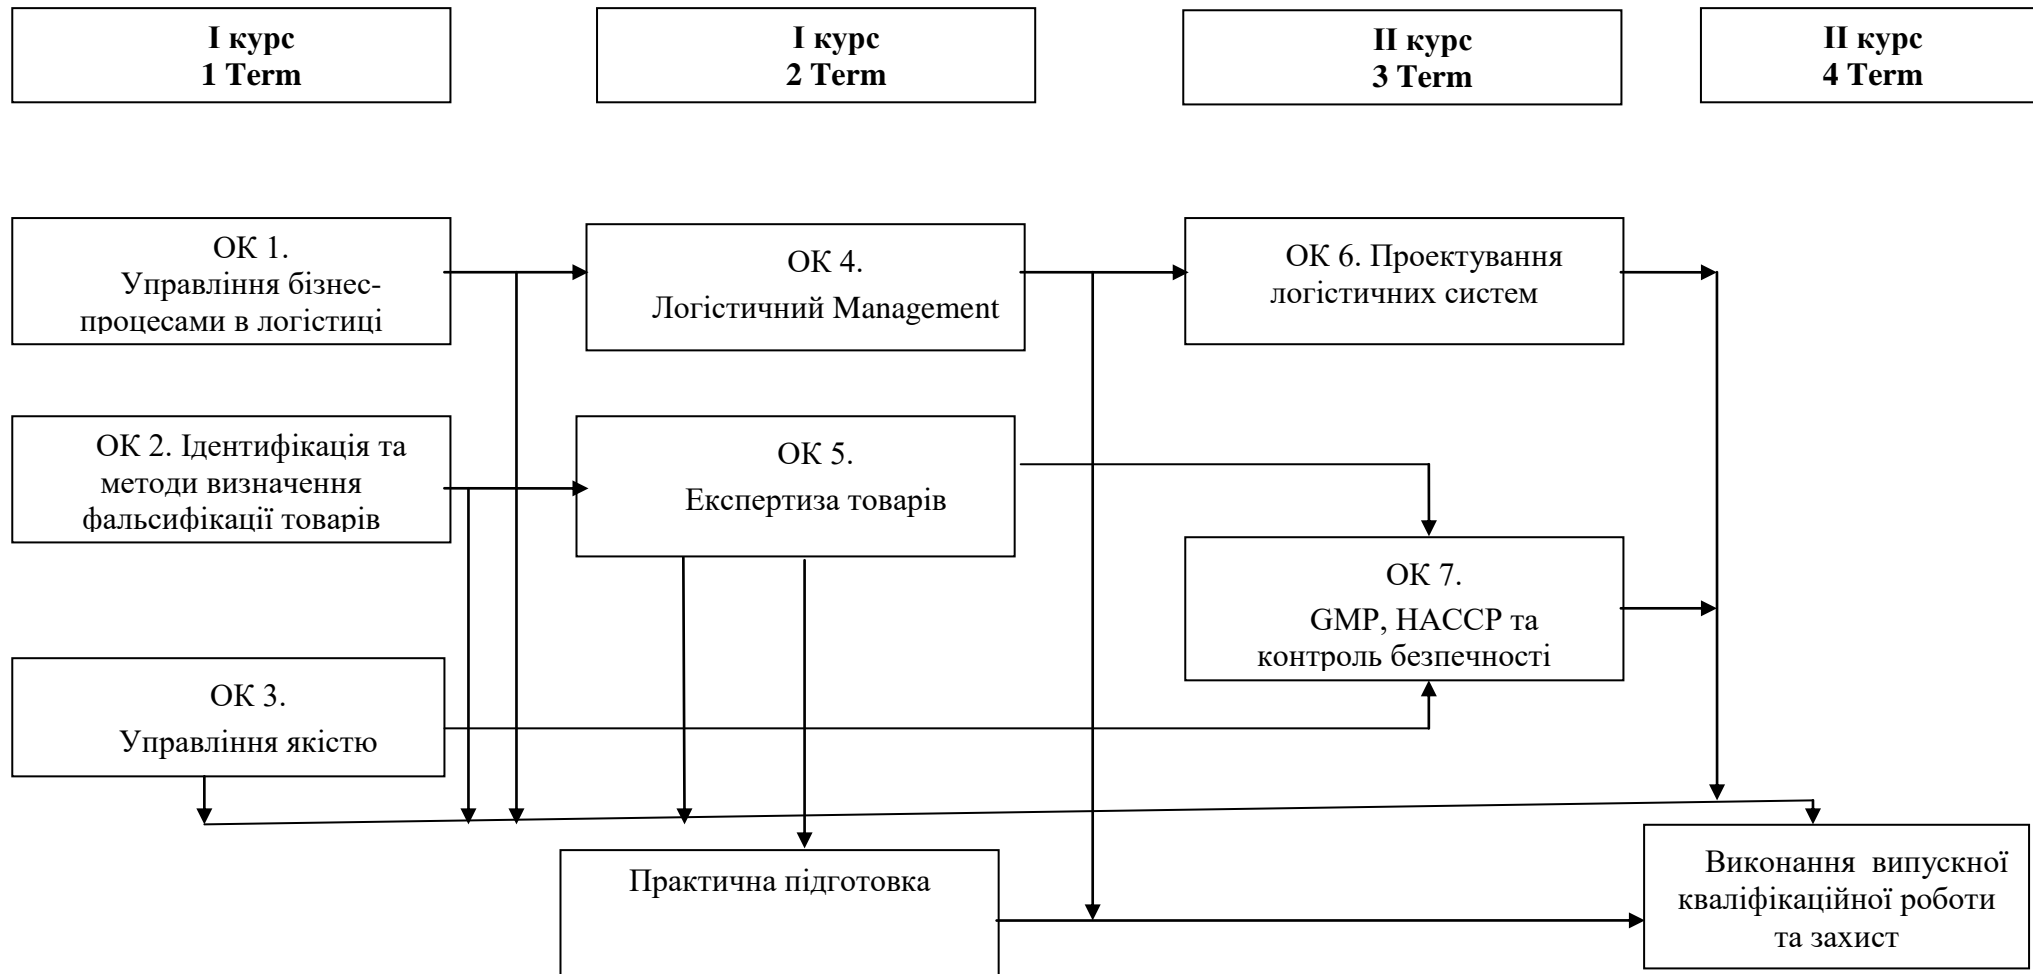 I курс
1 Term
I курс
2 Term
II курс
3 Term
II курс
4 Term
ОК 1.
Управління бізнес-
процесами в логістиці
ОК 4.
Логістичний Management
ОК 6. Проектування
логістичних систем
ОК 2. Ідентифікація та
методи визначення
фальсифікації товарів
ОК 5.
Експертиза товарів
ОК 7.
GMP, НАССР та
контроль безпечності
ОК 3.
Управління якістю
Практична підготовка
Виконання випускної
кваліфікаційної роботи
та захист